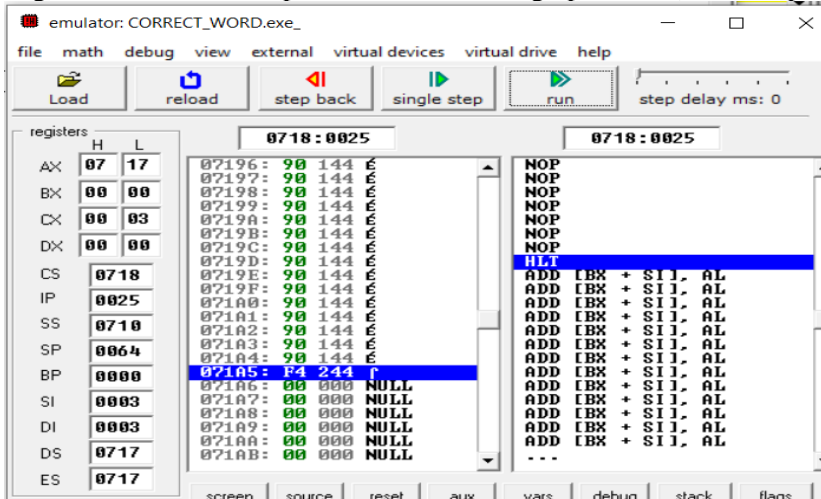 emulator: CORRECT_WORD.exe_
file math debug view external virtual devices virtual drive help
Load reload step back single step run step delay ms: 0
registers
H L
AX 07 17
BX 00 00
CX 00 03
DX 00 00
CS 0718
IP 0025
SS 0710
SP 0064
BP 0000
SI 0003
DI 0003
DS 0717
ES 0717
0718:0025
07196: 90 144 É
07197: 90 144 É
07198: 90 144 É
07199: 90 144 É
0719A: 90 144 É
0719B: 90 144 É
0719C: 90 144 É
0719D: 90 144 É
0719E: 90 144 É
0719F: 90 144 É
071A0: 90 144 É
071A1: 90 144 É
071A2: 90 144 É
071A3: 90 144 É
071A4: 90 144 É
071A5: F4 244 ⌠
071A6: 00 000 NULL
071A7: 00 000 NULL
071A8: 00 000 NULL
071A9: 00 000 NULL
071AA: 00 000 NULL
071AB: 00 000 NULL
0718:0025
NOP
NOP
NOP
NOP
NOP
NOP
HLT
ADD [BX + SI], AL
ADD [BX + SI], AL
ADD [BX + SI], AL
ADD [BX + SI], AL
ADD [BX + SI], AL
ADD [BX + SI], AL
ADD [BX + SI], AL
ADD [BX + SI], AL
ADD [BX + SI], AL
ADD [BX + SI], AL
ADD [BX + SI], AL
ADD [BX + SI], AL
ADD [BX + SI], AL
...
screen source reset aux vars debug stack flags